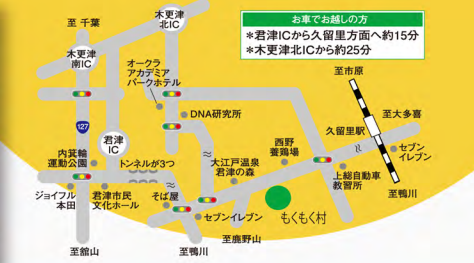 お車でお越しの方
＊君津ICから久留里方面へ約15分
＊木更津北ICから約25分
至 千葉
木更津
北IC
木更津
南IC
オークラ
アカデミア
パークホテル
至市原
至大多喜
DNA研究所
127
君津
IC
久留里駅
西野
養鶏場
セブン
イレブン
内箕輪
運動公園
トンネルが3つ
大江戸温泉
君津の森
上総自動車
教習所
至鴨川
ジョイフル
本田
君津市民
文化ホール
そば屋
セブンイレブン
もくもく村
至館山
至鴨川
至鹿野山